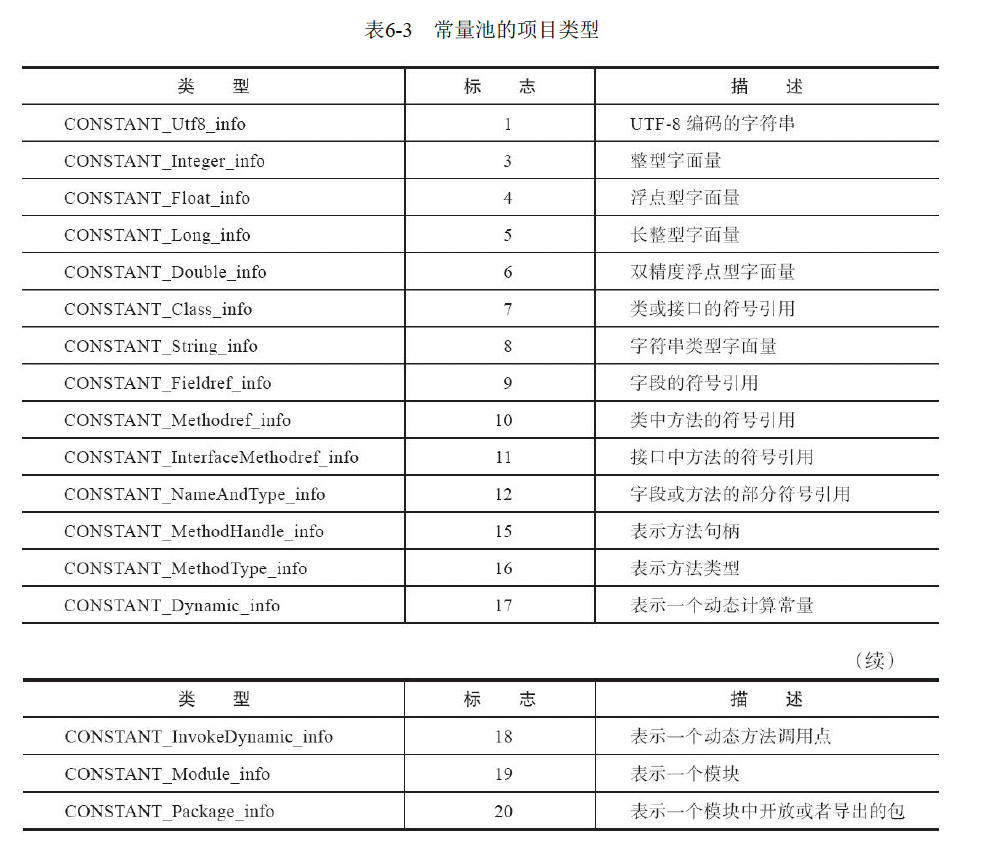 表6-3 常量池的项目类型
类 型 标 志 描 述
CONSTANT_Utf8_info 1 UTF-8 编码的字符串
CONSTANT_Integer_info 3 整型字面量
CONSTANT_Float_info 4 浮点型字面量
CONSTANT_Long_info 5 长整型字面量
CONSTANT_Double_info 6 双精度浮点型字面量
CONSTANT_Class_info 7 类或接口的符号引用
CONSTANT_String_info 8 字符串类型字面量
CONSTANT_Fieldref_info 9 字段的符号引用
CONSTANT_Methodref_info 10 类中方法的符号引用
CONSTANT_InterfaceMethodref_info 11 接口中方法的符号引用
CONSTANT_NameAndType_info 12 字段或方法的部分符号引用
CONSTANT_MethodHandle_info 15 表示方法句柄
CONSTANT_MethodType_info 16 表示方法类型
CONSTANT_Dynamic_info 17 表示一个动态计算常量
（续）
类 型 标 志 描 述
CONSTANT_InvokeDynamic_info 18 表示一个动态方法调用点
CONSTANT_Module_info 19 表示一个模块
CONSTANT_Package_info 20 表示一个模块中开放或者导出的包